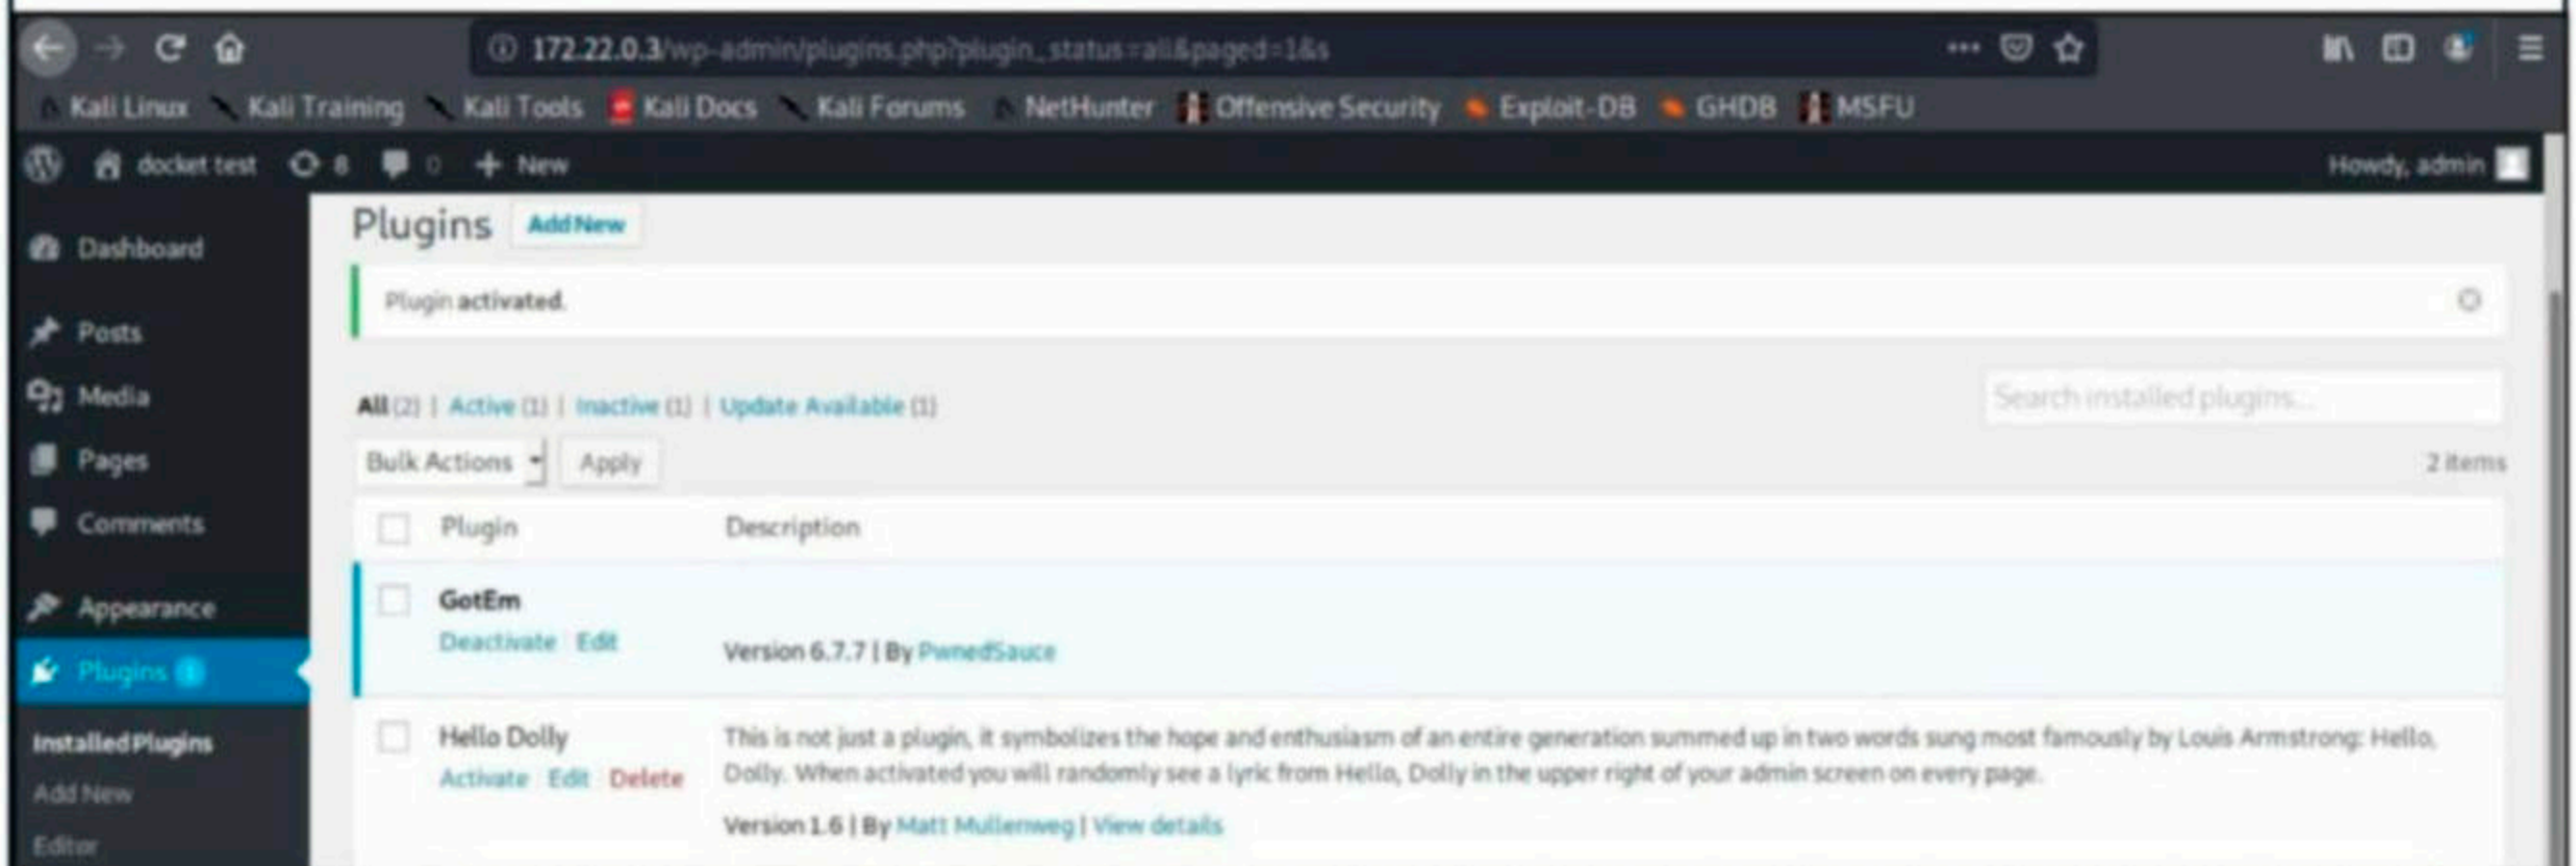 172.22.0.3/wp-admin/plugins.php?plugin_status=all&paged=1&s
Kali Linux Kali Training Kali Tools Kali Docs Kali Forums NetHunter Offensive Security Exploit-DB GHDB MSFU
docket test 8 0 + New Howdy, admin
Plugins Add New
Dashboard
Plugin activated.
Posts
Media
All (2) | Active (1) | Inactive (1) | Update Available (1)
Search installed plugins...
Pages
Bulk Actions Apply
2 items
Comments
Plugin Description
Appearance
GotEm
Deactivate Edit
Version 6.7.7 | By PwnedSauce
Plugins 1
Installed Plugins
Add New
Editor
Hello Dolly
Activate Edit Delete
This is not just a plugin, it symbolizes the hope and enthusiasm of an entire generation summed up in two words sung most famously by Louis Armstrong: Hello,
Dolly. When activated you will randomly see a lyric from Hello, Dolly in the upper right of your admin screen on every page.
Version 1.6 | By Matt Mullenweg | View details